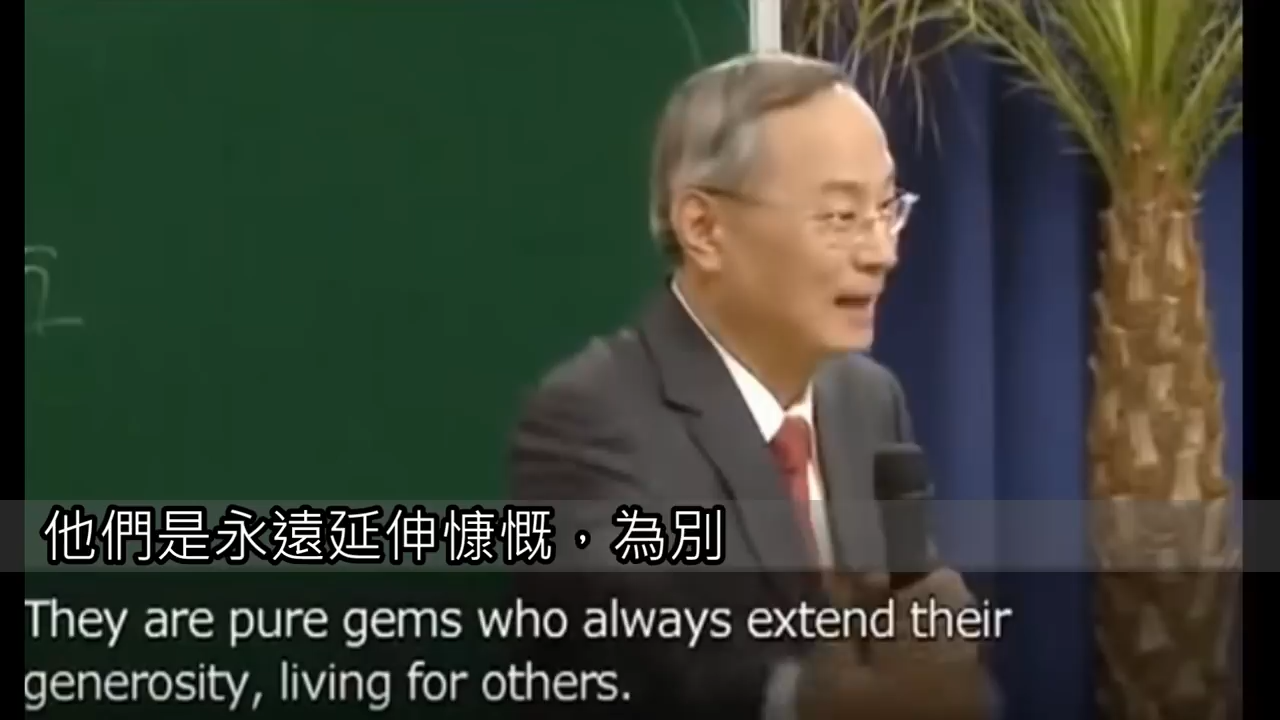 他們是永遠延伸慷慨，為別
They are pure gems who always extend their
generosity, living for others.